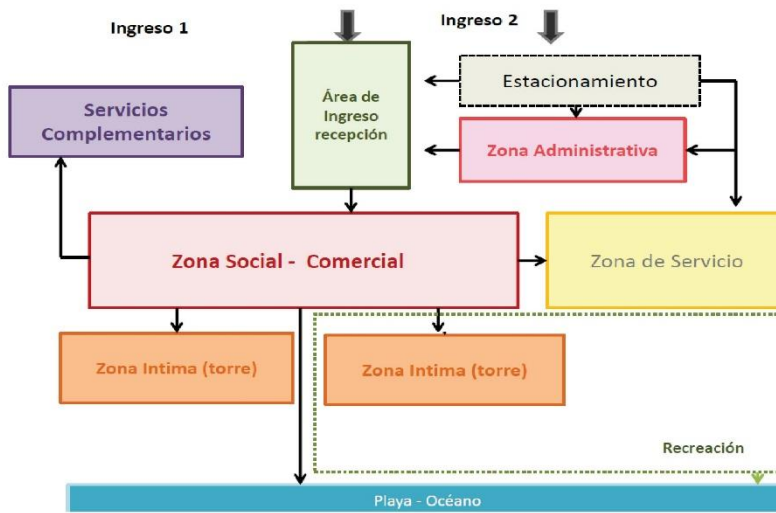 Ingreso 1
Ingreso 2
Servicios
Complementarios
Área de
Ingreso
recepción
Estacionamiento
Zona Administrativa
Zona Social - Comercial
Zona de Servicio
Zona Intima (torre)
Zona Intima (torre)
Recreación
Playa - Océano